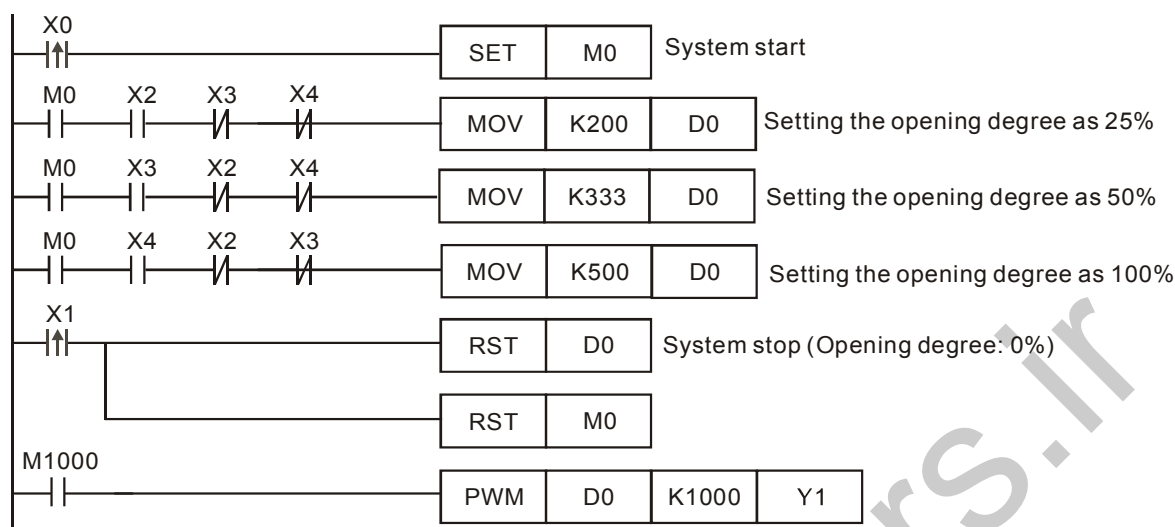 X0
SET M0 System start
M0 X2 X3 X4
MOV K200 D0 Setting the opening degree as 25%
M0 X3 X2 X4
MOV K333 D0 Setting the opening degree as 50%
M0 X4 X2 X3
MOV K500 D0 Setting the opening degree as 100%
X1
RST D0 System stop (Opening degree: 0%)
RST M0
M1000
PWM D0 K1000 Y1
rs.ir